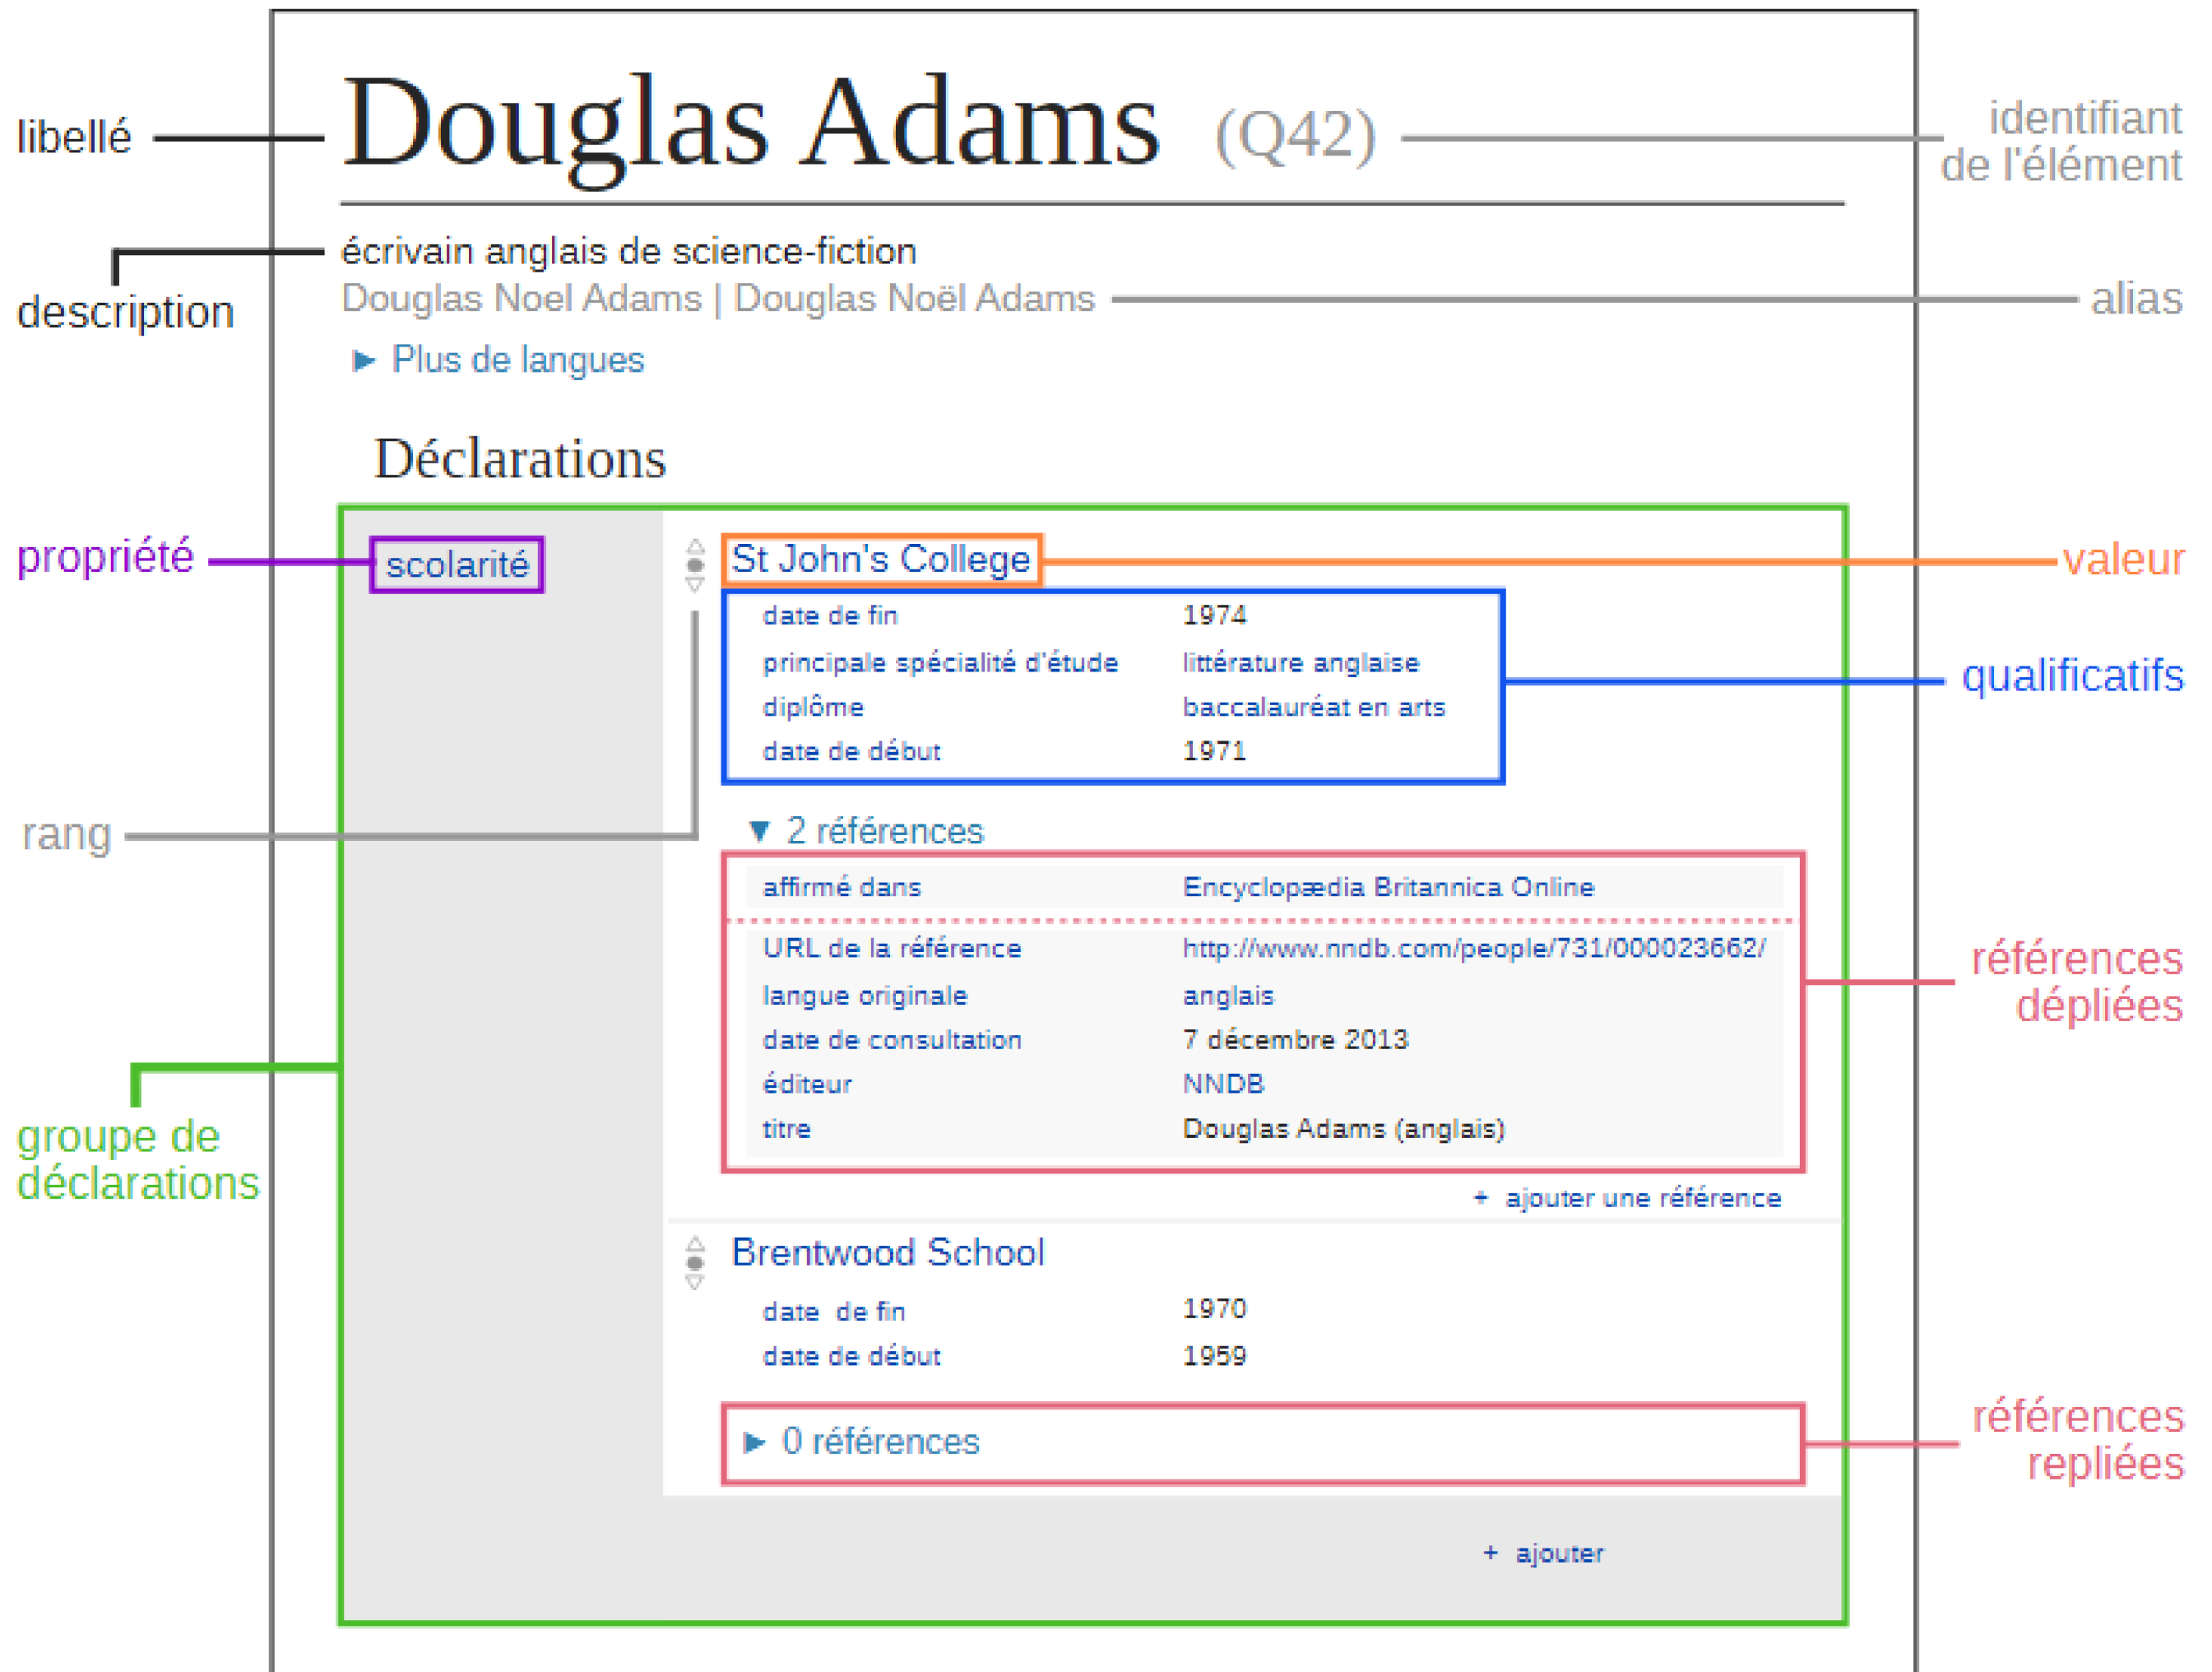 libellé
Douglas Adams (Q42)
identifiant
de l'élément
écrivain anglais de science-fiction
description
Douglas Noel Adams | Douglas Noël Adams
alias
► Plus de langues
Déclarations
propriété
scolarité
St John's College
valeur
date de fin 1974
principale spécialité d'étude littérature anglaise
qualificatifs
diplôme baccalauréat en arts
date de début 1971
rang
▼ 2 références
affirmé dans Encyclopædia Britannica Online
URL de la référence http://www.nndb.com/people/731/000023662/
références
dépliées
langue originale anglais
date de consultation 7 décembre 2013
éditeur NNDB
titre Douglas Adams (anglais)
groupe de
déclarations
+ ajouter une référence
Brentwood School
date de fin 1970
date de début 1959
► 0 références
références
repliées
+ ajouter